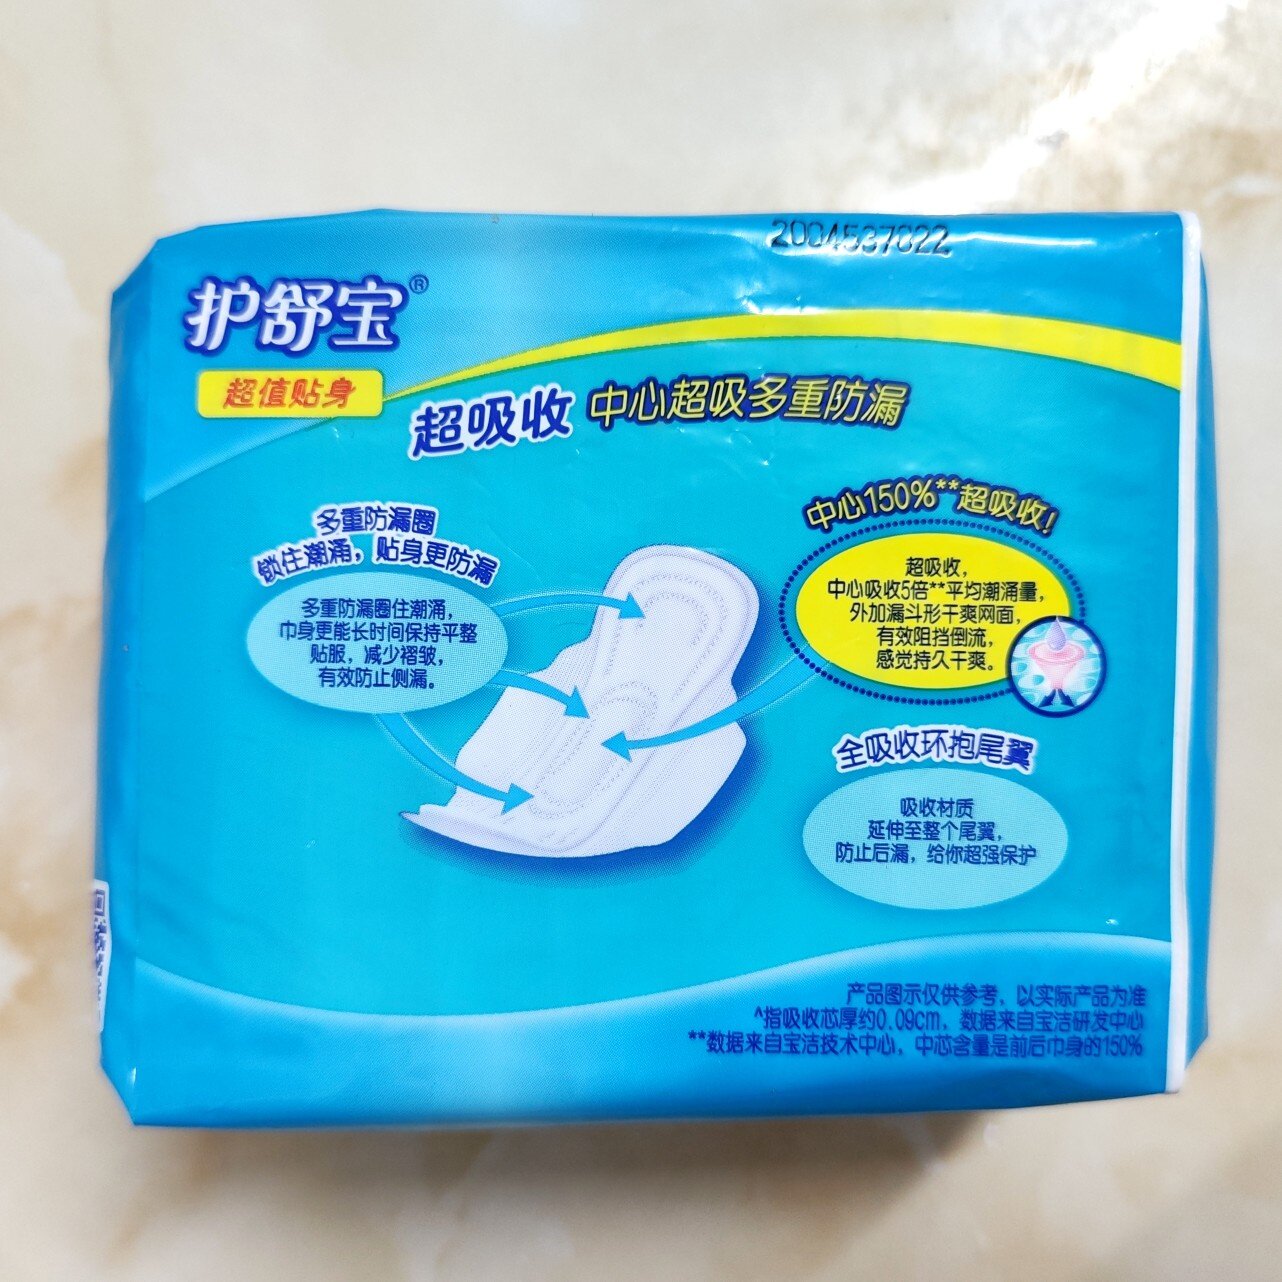 2004537822
护舒宝®
超值贴身
超吸收 中心超吸多重防漏
多重防漏圈
锁住潮涌，贴身更防漏
多重防漏圈住潮涌，
巾身更能长时间保持平整
贴服，减少褶皱，
有效防止侧漏。
中心150%**超吸收！
超吸收，
中心吸收5倍**平均潮涌量，
外加漏斗形干爽网面，
有效阻挡倒流，
感觉持久干爽。
全吸收环抱尾翼
吸收材质
延伸至整个尾翼，
防止后漏，给你超强保护
产品图示仅供参考，以实际产品为准
^指吸收芯厚约0.09cm，数据来自宝洁研发中心
**数据来自宝洁技术中心，中芯含量是前后巾身的150%